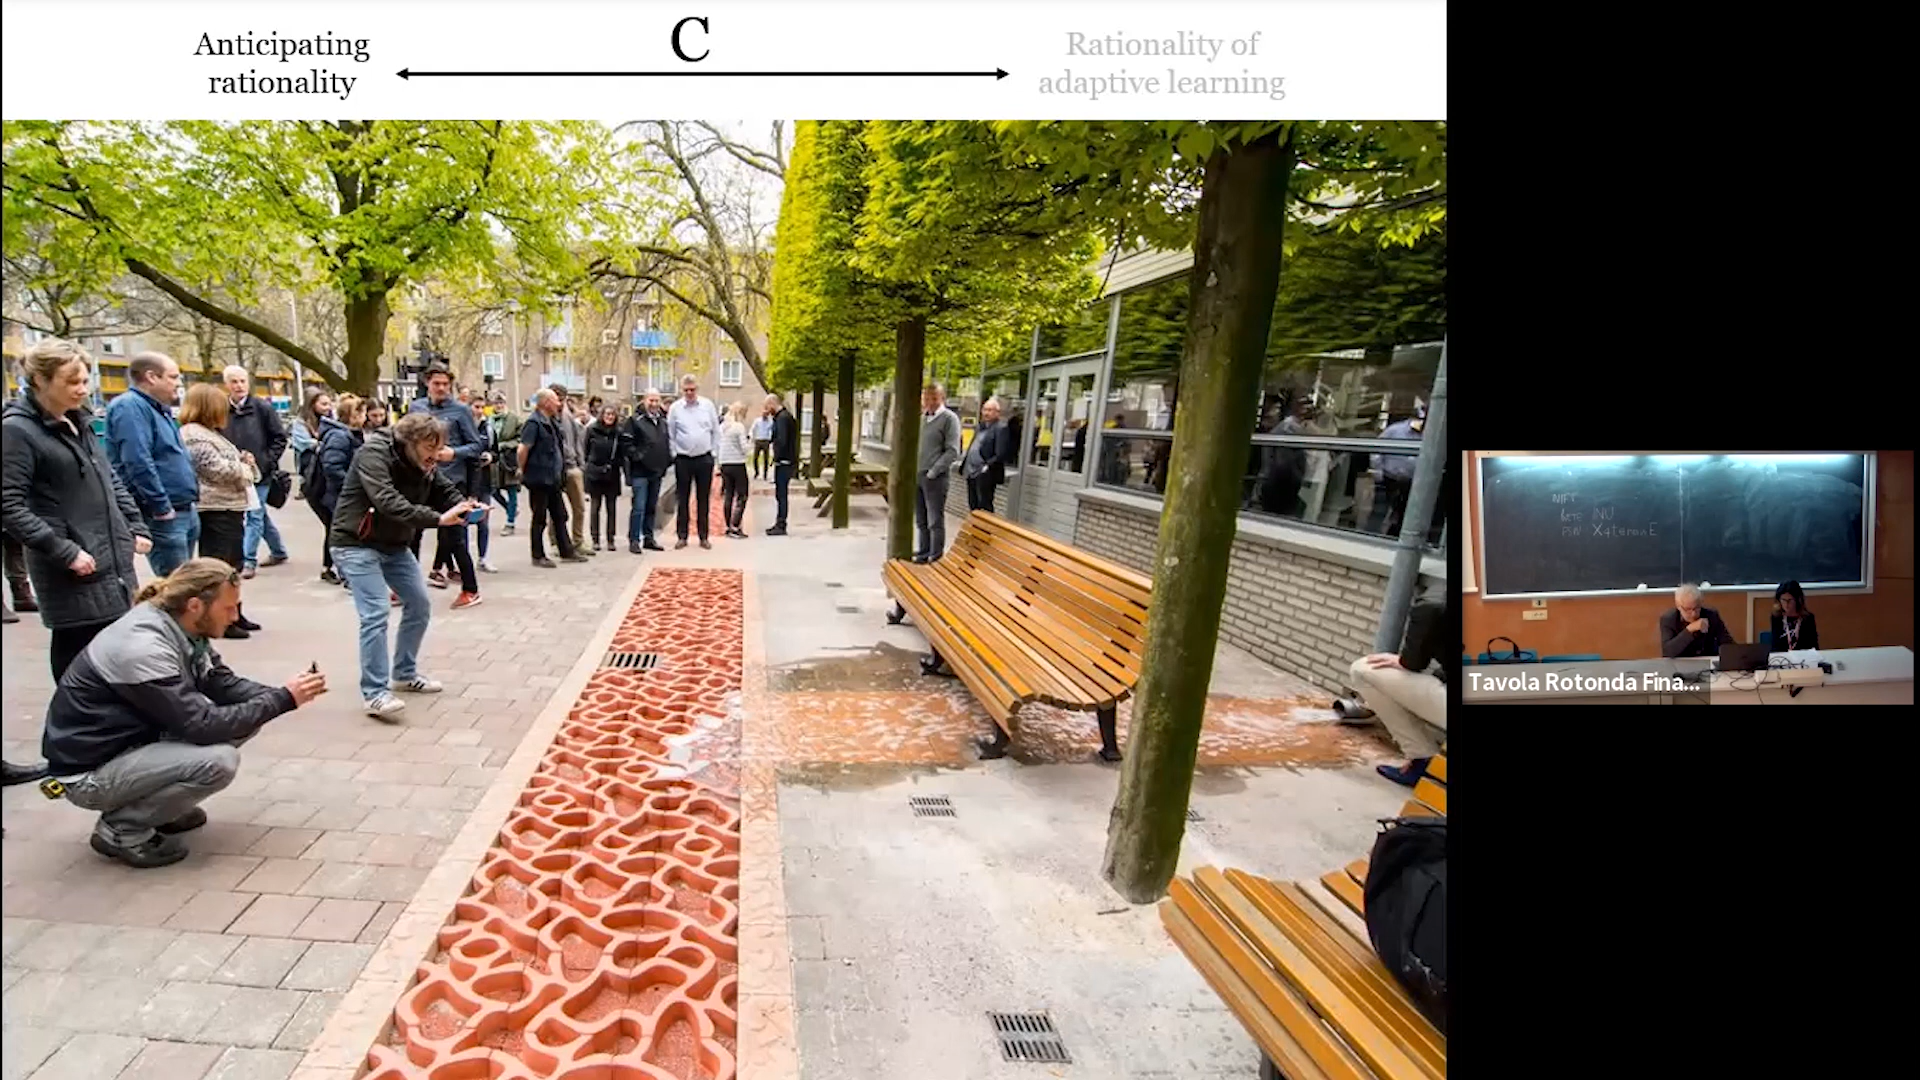 Anticipating
rationality
C
Rationality of
adaptive learning
Tavola Rotonda Fina...